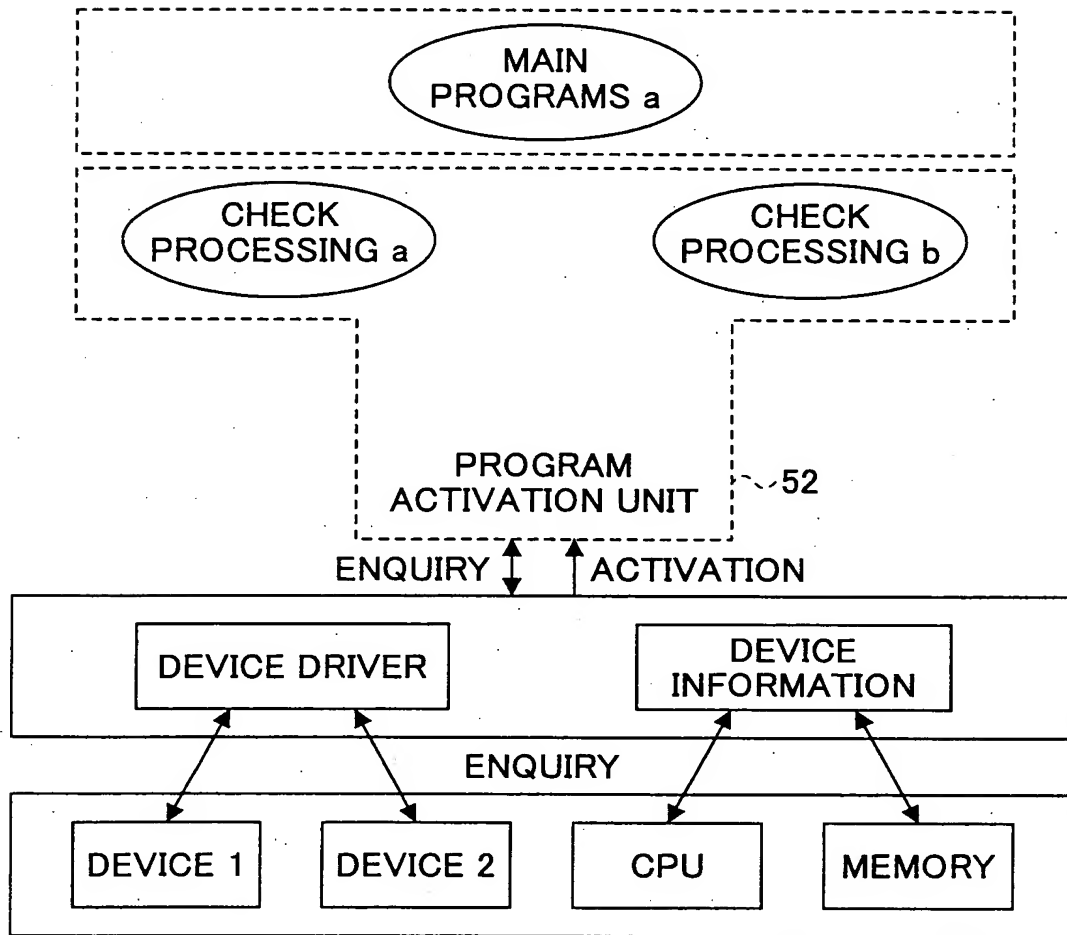 MAIN
PROGRAMS a
CHECK
PROCESSING a
CHECK
PROCESSING b
PROGRAM
ACTIVATION UNIT
52
ENQUIRY
ACTIVATION
DEVICE DRIVER
DEVICE
INFORMATION
ENQUIRY
DEVICE 1
DEVICE 2
CPU
MEMORY